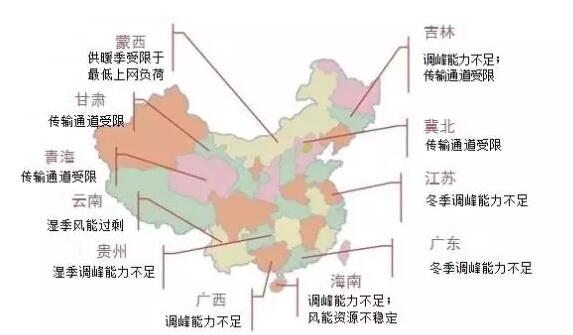 蒙西
供暖季受限于
最低上网负荷
吉林
调峰能力不足；
传输通道受限
甘肃
传输通道受限
冀北
传输通道受限
青海
传输通道受限
江苏
冬季调峰能力不足
云南
湿季风能过剩
贵州
湿季调峰能力不足
广东
冬季调峰能力不足
广西
调峰能力不足
海南
调峰能力不足；
风能资源不稳定